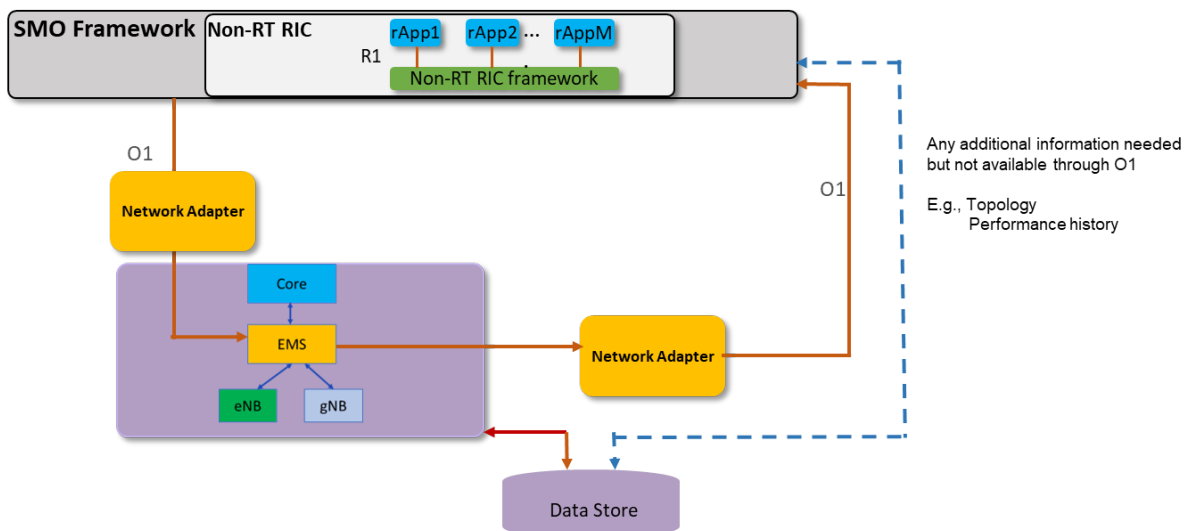 SMO Framework
Non-RT RIC
rApp1
rApp2
...
rAppM
R1
.
Non-RT RIC framework
O1
Network Adapter
Core
EMS
eNB
gNB
Network Adapter
O1
Any additional information needed
but not available through O1
E.g., Topology
Performance history
Data Store